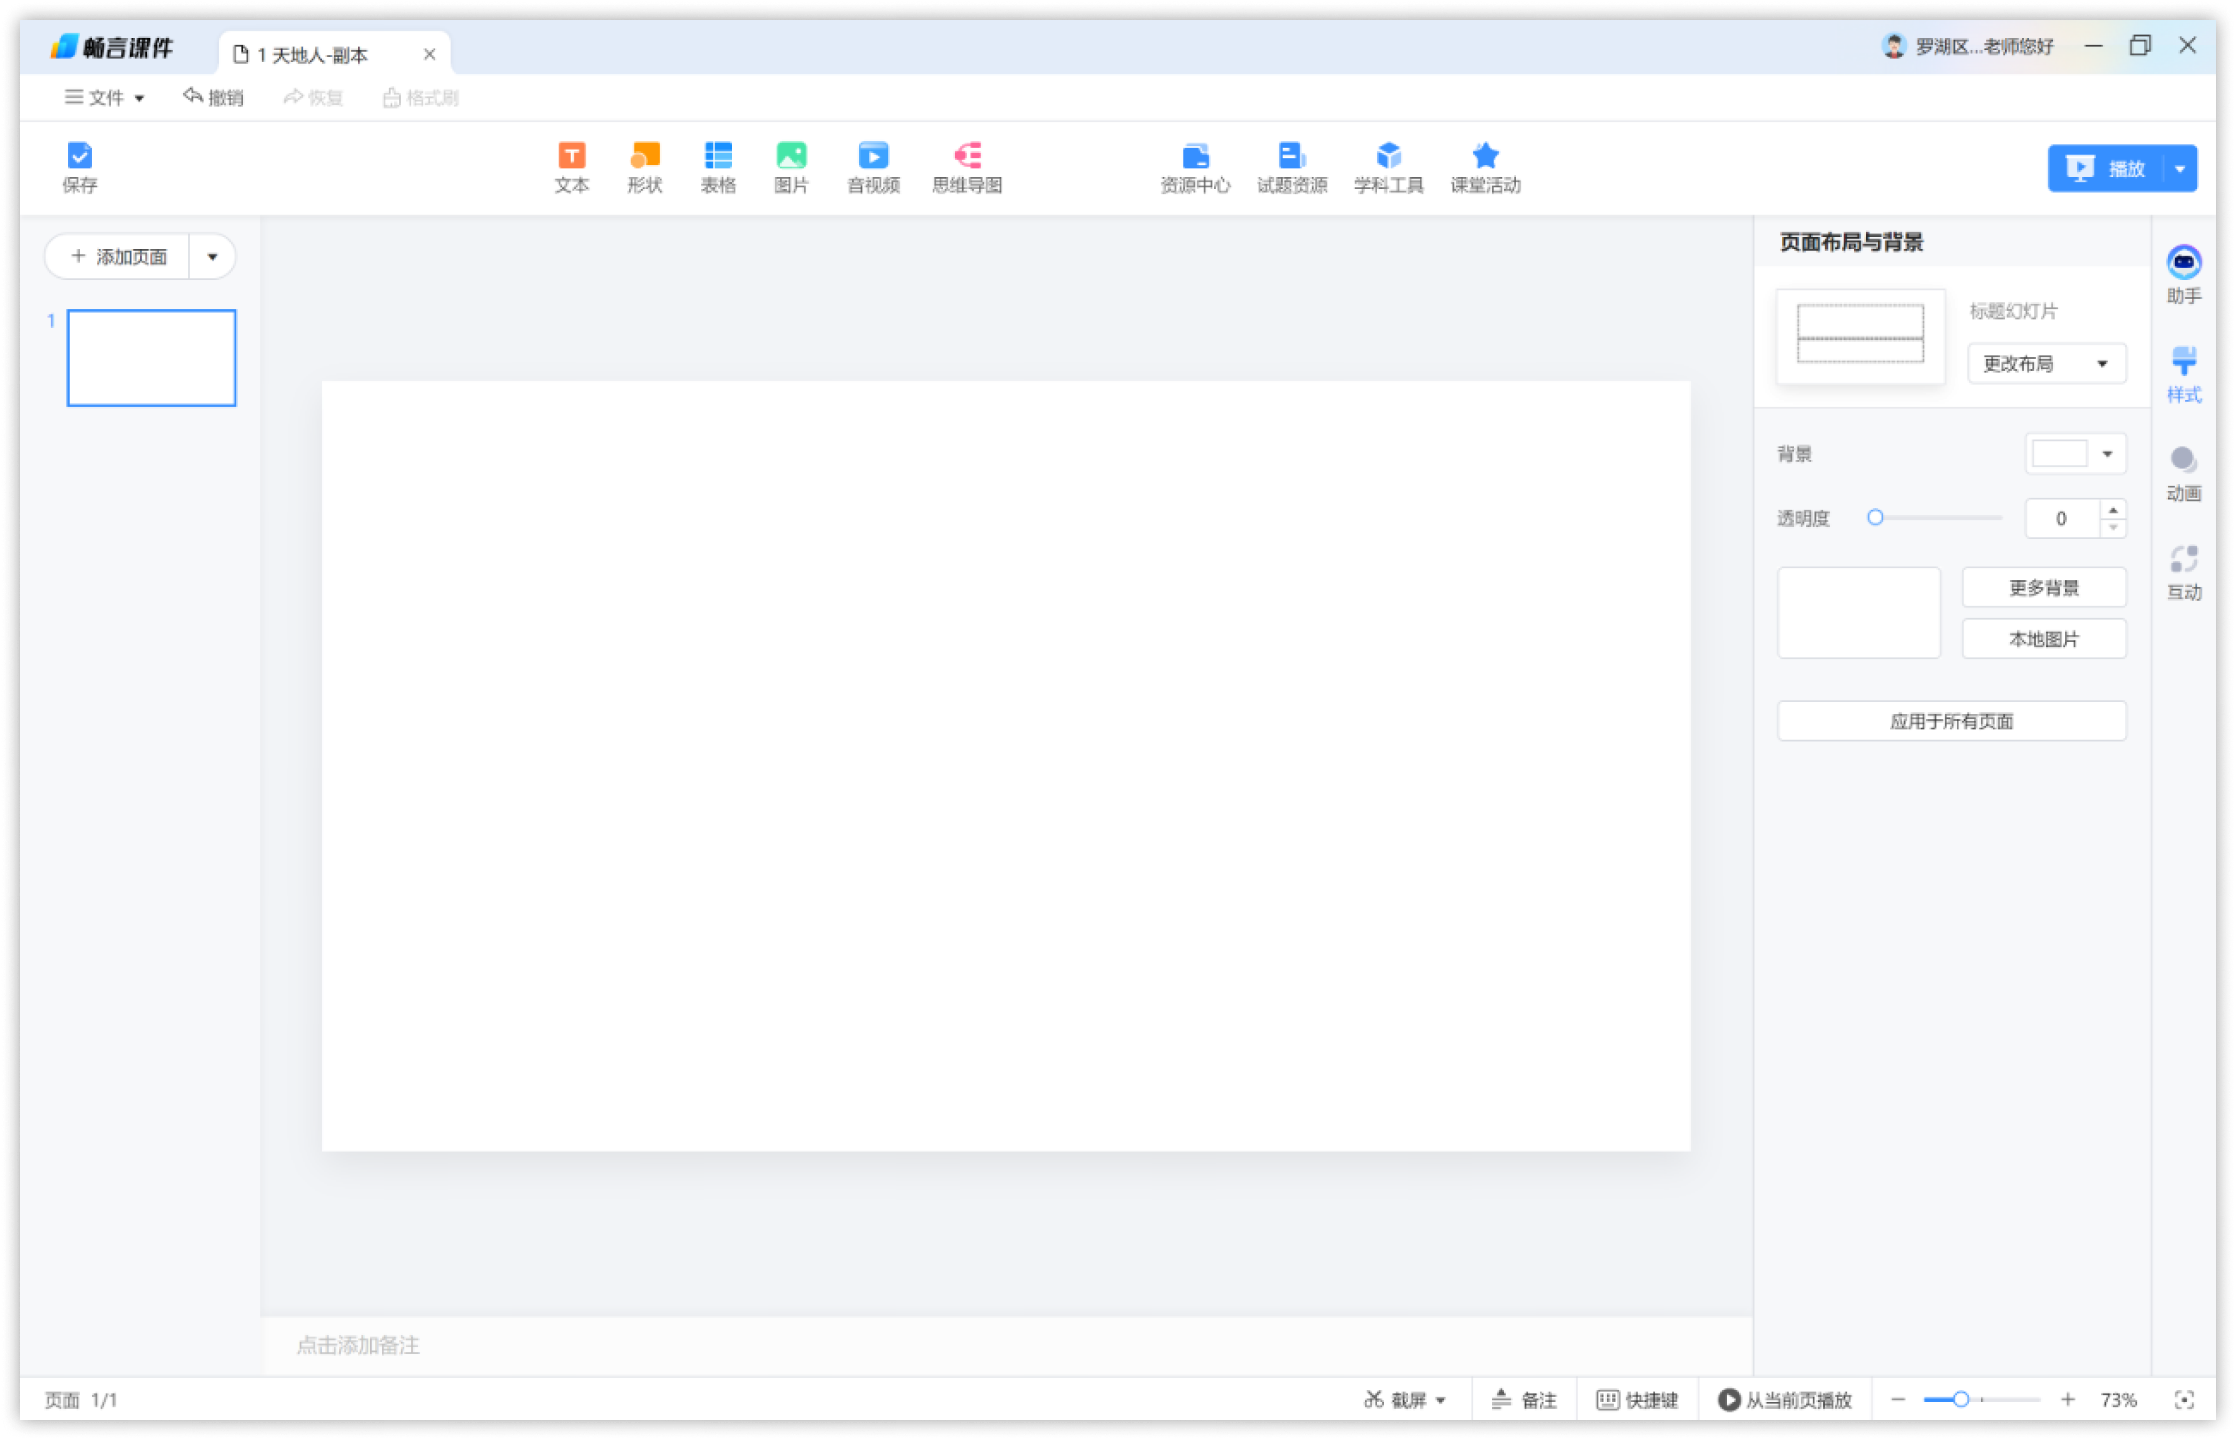 畅言课件
1 天地人-副本
罗湖区...老师您好
文件
撤销
恢复
格式刷
保存
文本
形状
表格
图片
音视频
思维导图
资源中心
试题资源
学科工具
课堂活动
播放
+ 添加页面
1
页面布局与背景
标题幻灯片
更改布局
背景
透明度
0
更多背景
本地图片
应用于所有页面
助手
样式
动画
互动
点击添加备注
页面 1/1
截屏
备注
快捷键
从当前页播放
73%